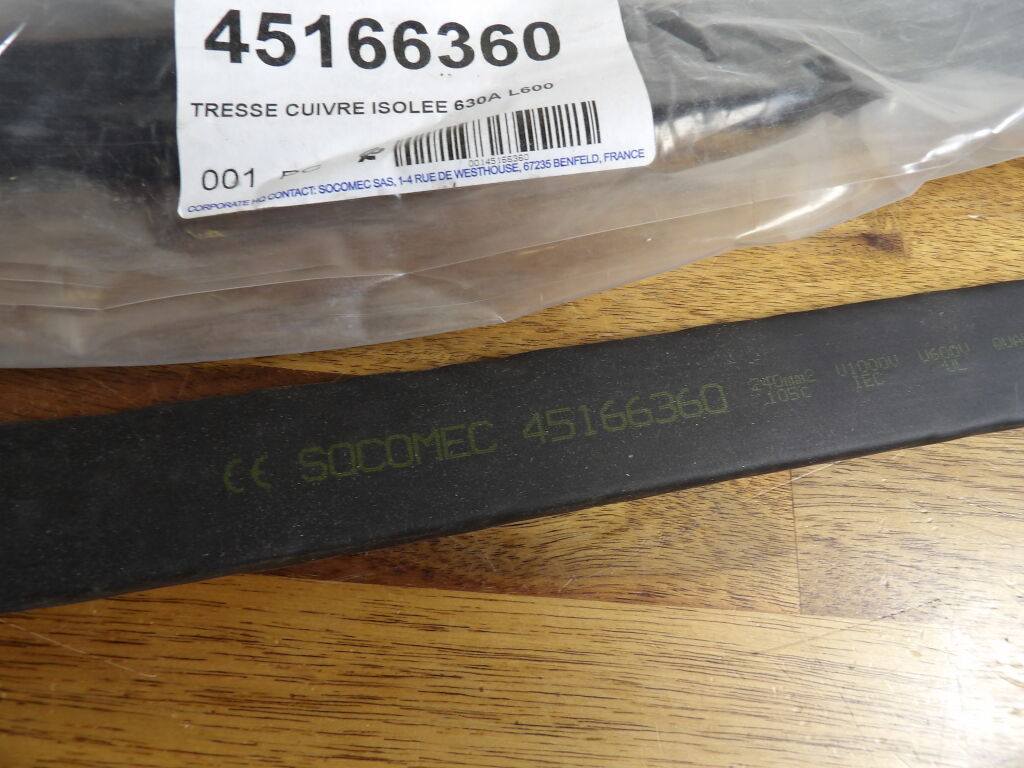 45166360
TRESSE CUIVRE ISOLEE 630A L600
00145166360
001
CORPORATE HQ CONTACT: SOCOMEC SAS, 1-4 RUE DE WESTHOUSE, 67235 BENFELD, FRANCE
CE SOCOMEC 45166360
240mm2 U1000V U600V
105C IEC UL